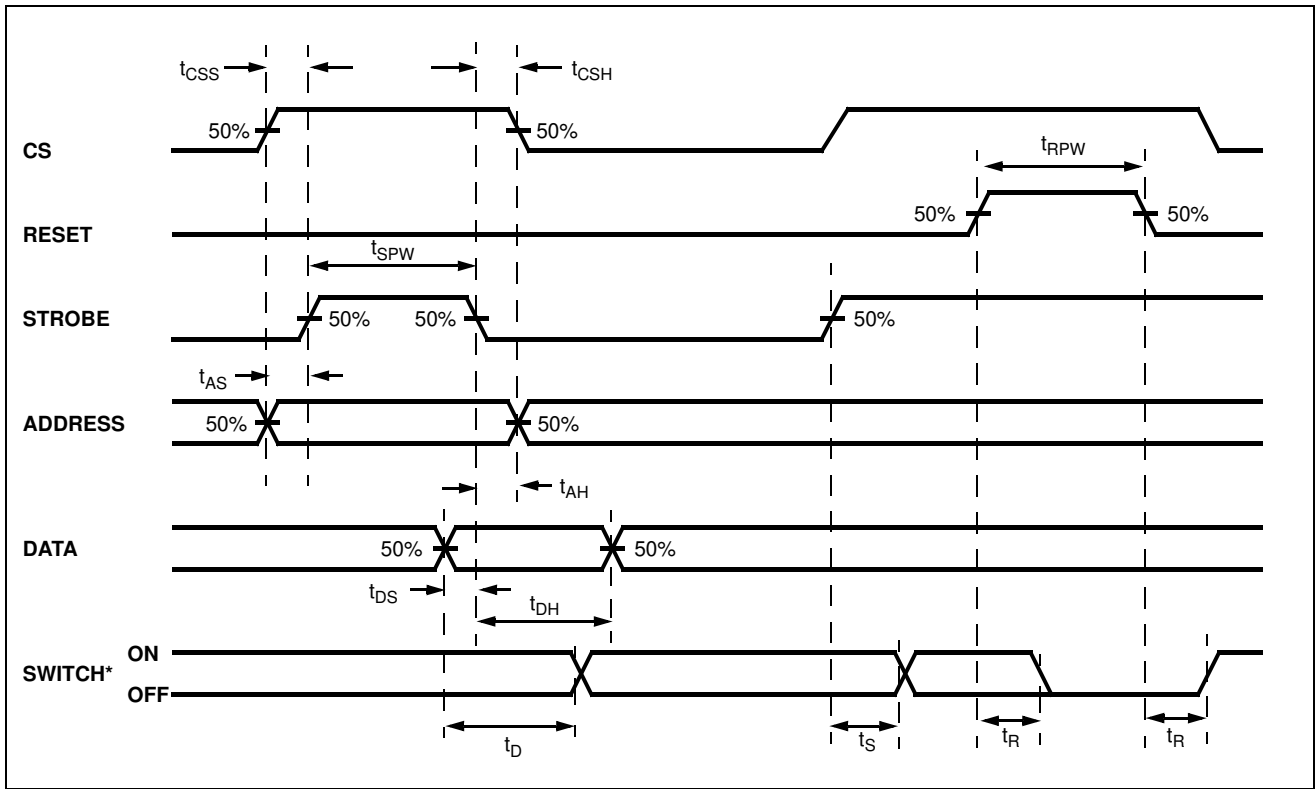 tCSS
tCSH
50%
50%
CS
tRPW
50%
50%
RESET
tSPW
STROBE
50%
50%
50%
tAS
ADDRESS
50%
50%
tAH
DATA
50%
50%
tDS
tDH
ON
SWITCH*
OFF
tD
tS
tR
tR